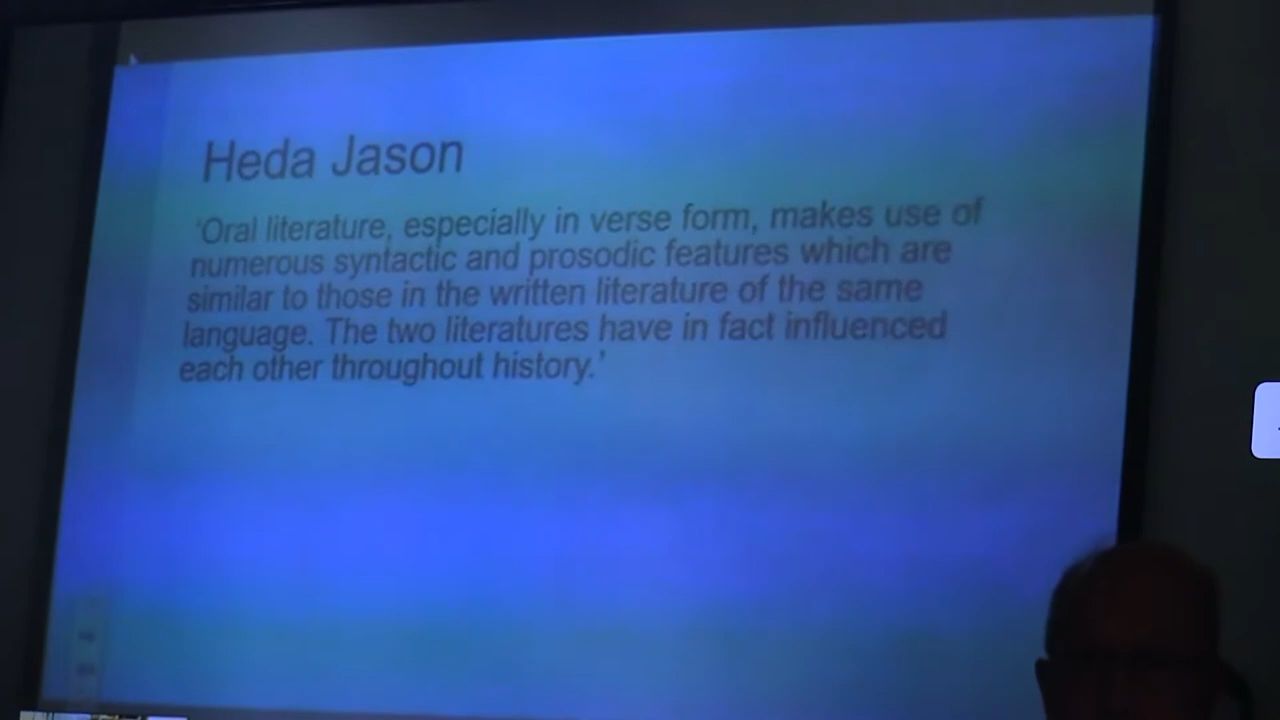 Heda Jason
'Oral literature, especially in verse form, makes use of
numerous syntactic and prosodic features which are
similar to those in the written literature of the same
language. The two literatures have in fact influenced
each other throughout history.'